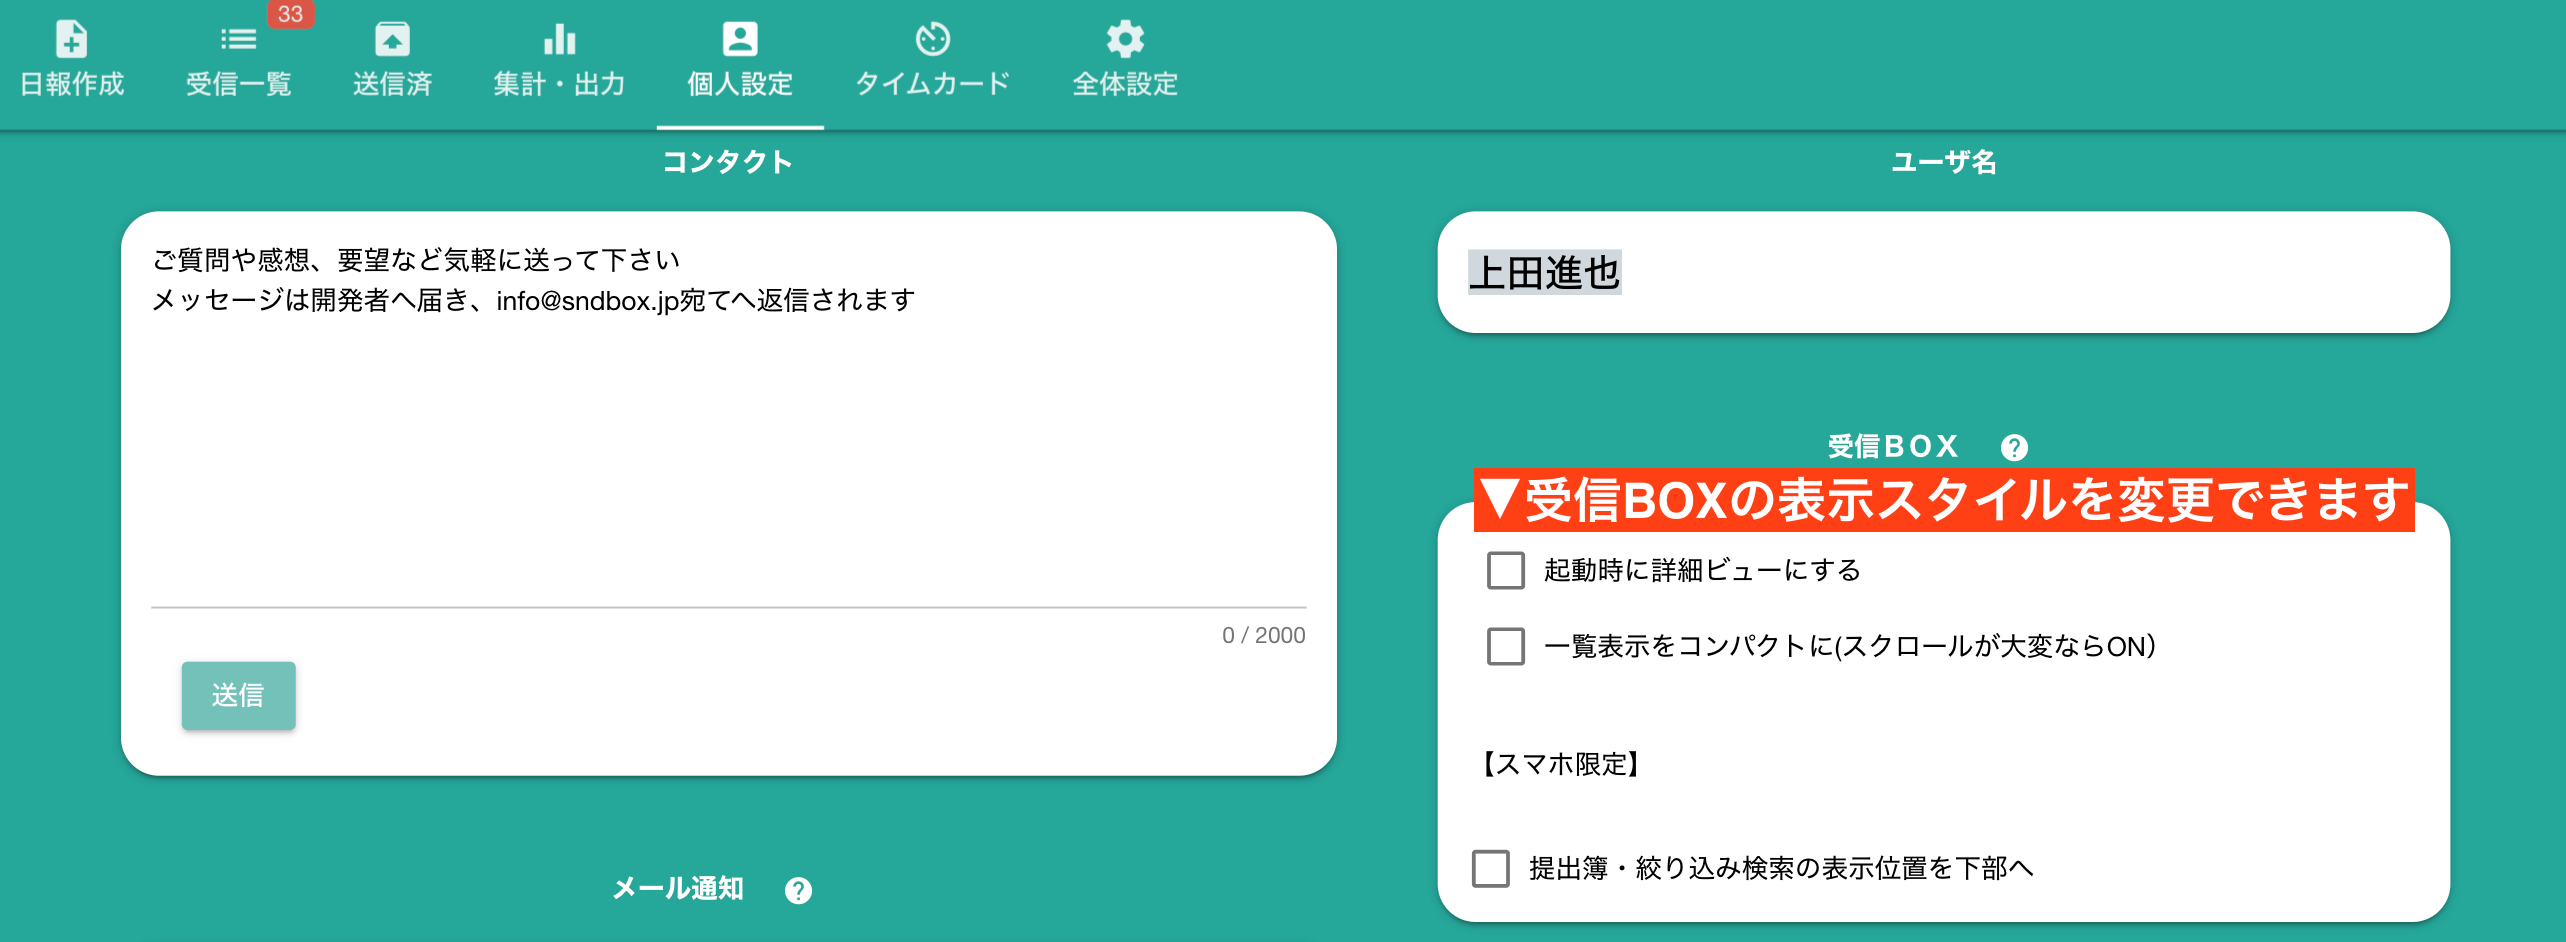 33
日報作成
受信一覧
送信済
集計・出力
個人設定
タイムカード
全体設定
コンタクト
ご質問や感想、要望など気軽に送って下さい
メッセージは開発者へ届き、info@sndbox.jp宛てへ返信されます
0 / 2000
送信
メール通知
ユーザ名
上田進也
受信ＢＯＸ
▼受信BOXの表示スタイルを変更できます
起動時に詳細ビューにする
一覧表示をコンパクトに(スクロールが大変ならON）
【スマホ限定】
提出簿・絞り込み検索の表示位置を下部へ